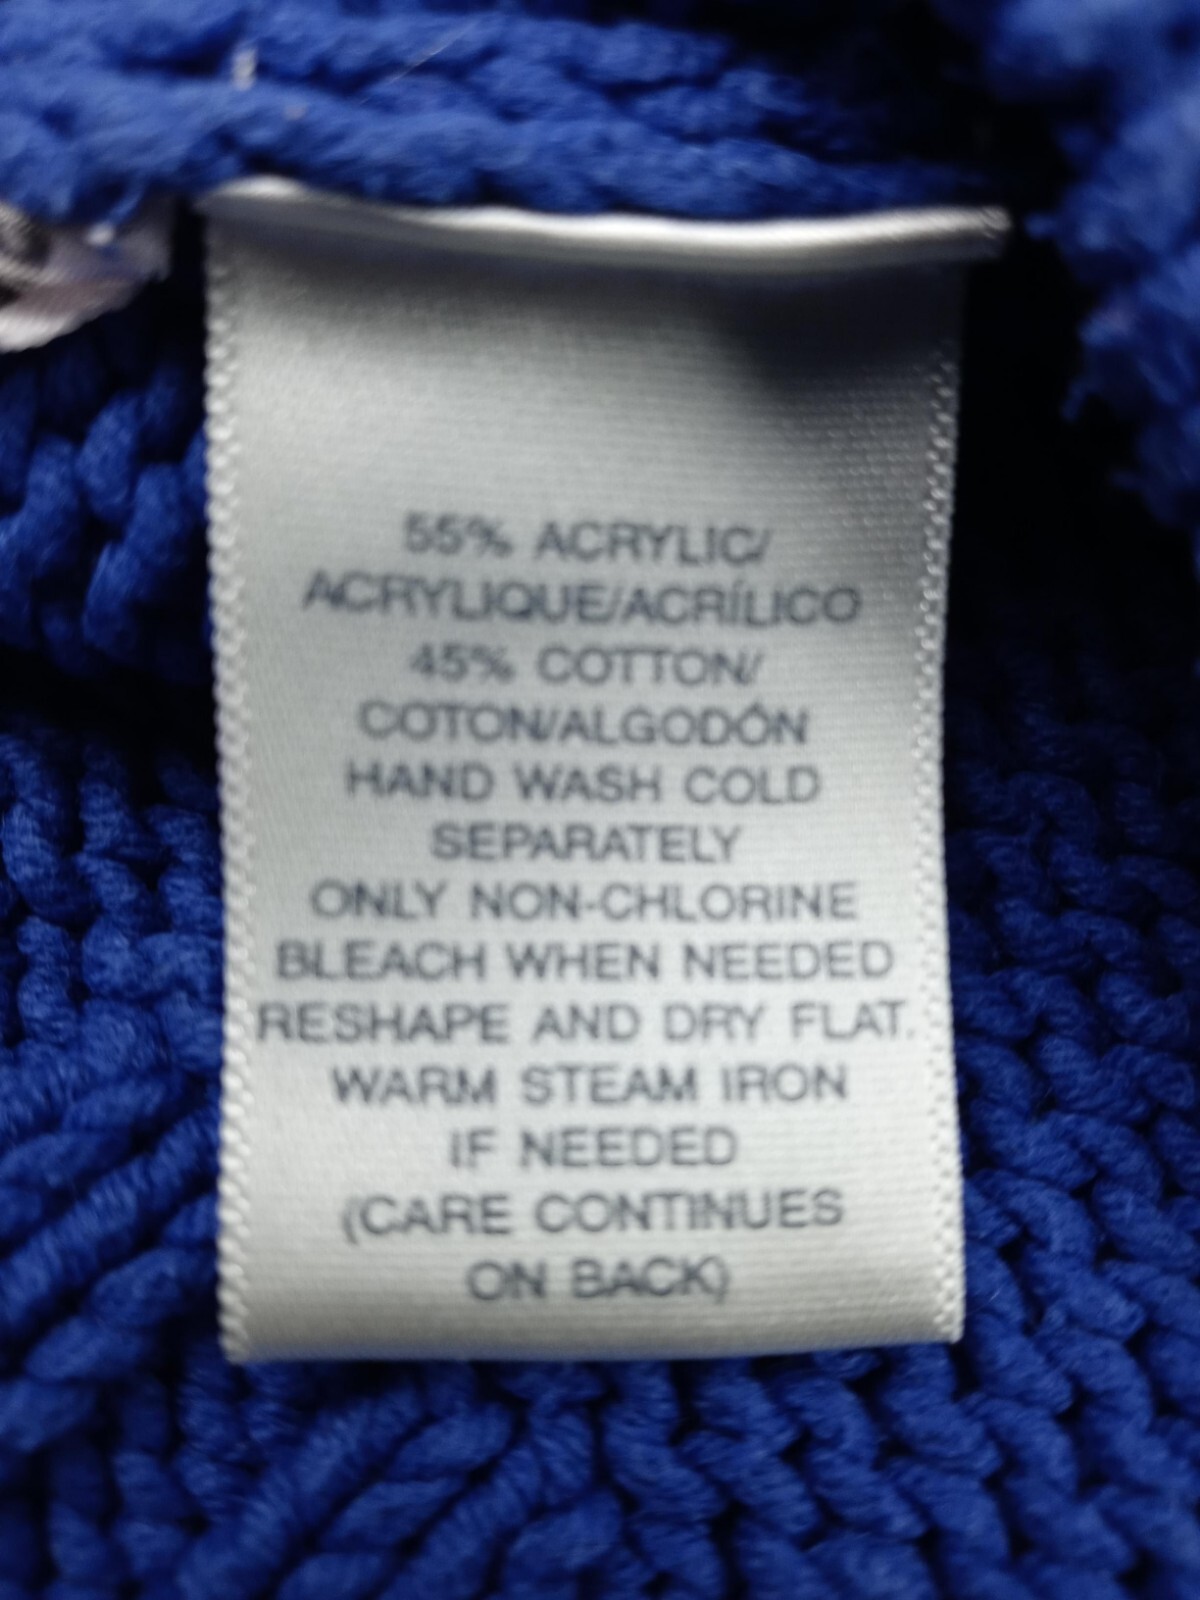 55% ACRYLIC/
ACRYLIQUE/ACRÍLICO
45% COTTON/
COTON/ALGODÓN
HAND WASH COLD
SEPARATELY
ONLY NON-CHLORINE
BLEACH WHEN NEEDED
RESHAPE AND DRY FLAT.
WARM STEAM IRON
IF NEEDED
(CARE CONTINUES
ON BACK)